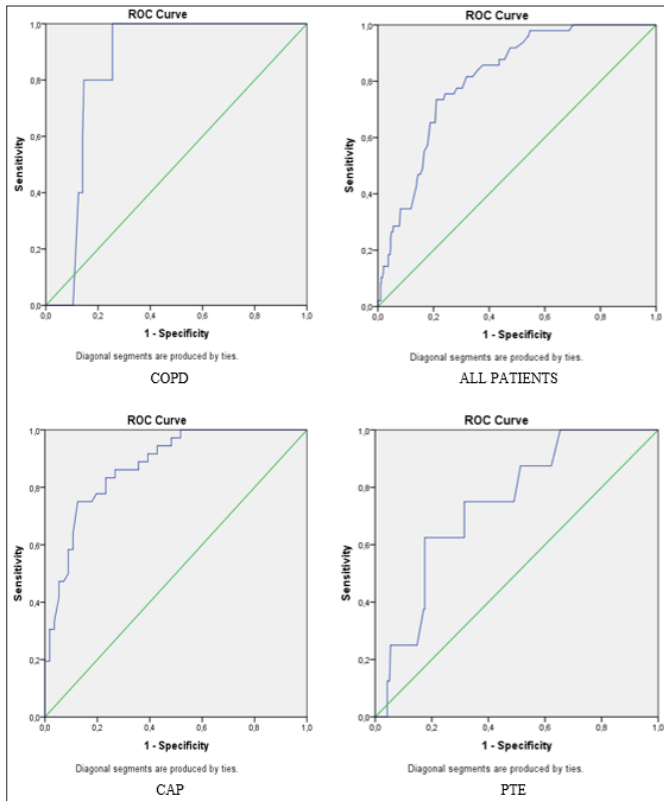 ROC Curve
1,0
0,8
0,6
0,4
0,2
0,0
Sensitivity
0,0 0,2 0,4 0,6 0,8 1,0
1 - Specificity
Diagonal segments are produced by ties.
COPD
ROC Curve
1,0
0,8
0,6
0,4
0,2
0,0
Sensitivity
0,0 0,2 0,4 0,6 0,8 1,0
1 - Specificity
Diagonal segments are produced by ties.
ALL PATIENTS
ROC Curve
1,0
0,8
0,6
0,4
0,2
0,0
Sensitivity
0,0 0,2 0,4 0,6 0,8 1,0
1 - Specificity
Diagonal segments are produced by ties.
CAP
ROC Curve
1,0
0,8
0,6
0,4
0,2
0,0
Sensitivity
0,0 0,2 0,4 0,6 0,8 1,0
1 - Specificity
Diagonal segments are produced by ties.
PTE